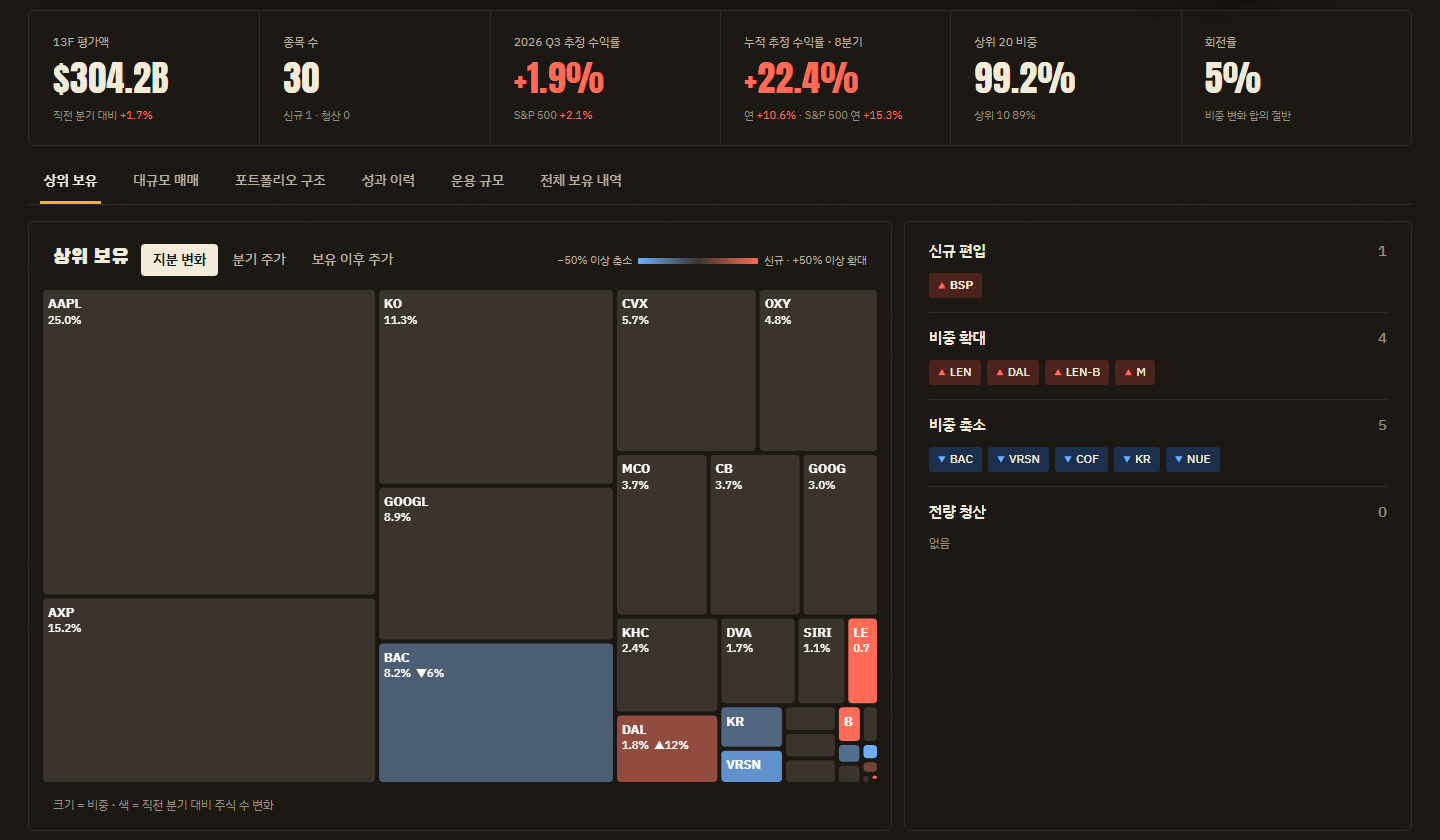 13F 평가액
$304.2B
직전 분기 대비 +1.7%
종목 수
30
신규 1 · 청산 0
2026 Q3 추정 수익률
+1.9%
S&P 500 +2.1%
누적 추정 수익률 · 8분기
+22.4%
연 +10.6% · S&P 500 연 +15.3%
상위 20 비중
99.2%
상위 10 89%
회전율
5%
비중 변화 합의 절반
상위 보유 대규모 매매 포트폴리오 구조 성과 이력 운용 규모 전체 보유 내역
상위 보유 지분 변화 분기 주가 보유 이후 주가
−50% 이상 축소 신규 · +50% 이상 확대
AAPL
25.0%
AXP
15.2%
KO
11.3%
GOOGL
8.9%
BAC
8.2% ▼6%
CVX
5.7%
OXY
4.8%
MCO
3.7%
CB
3.7%
GOOG
3.0%
KHC
2.4%
DVA
1.7%
SIRI
1.1%
LE
0.7
DAL
1.8% ▲12%
KR
VRSN
B
크기 = 비중 · 색 = 직전 분기 대비 주식 수 변화
신규 편입 1
▲ BSP
비중 확대 4
▲ LEN ▲ DAL ▲ LEN-B ▲ M
비중 축소 5
▼ BAC ▼ VRSN ▼ COF ▼ KR ▼ NUE
전량 청산 0
없음